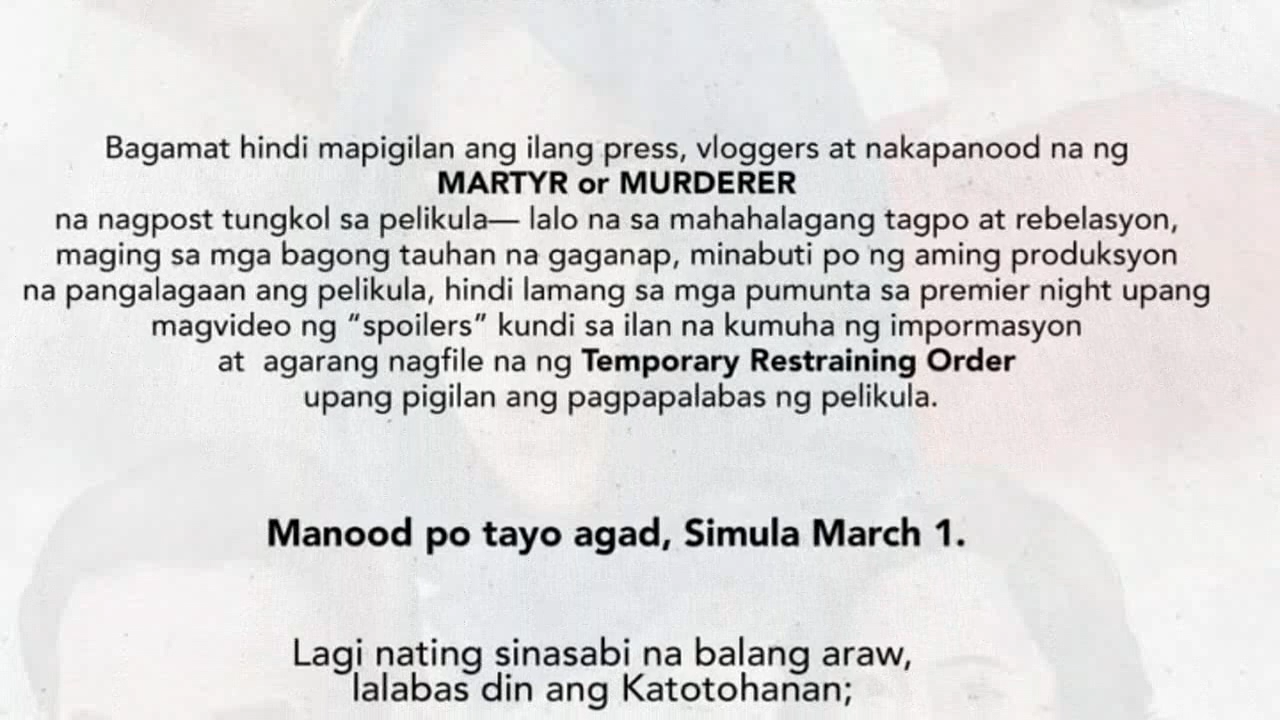 Bagamat hindi mapigilan ang ilang press, vloggers at nakapanood na ng
MARTYR or MURDERER
na nagpost tungkol sa pelikula— lalo na sa mahahalagang tagpo at rebelasyon,
maging sa mga bagong tauhan na gaganap, minabuti po ng aming produksyon
na pangalagaan ang pelikula, hindi lamang sa mga pumunta sa premier night upang
magvideo ng “spoilers” kundi sa ilan na kumuha ng impormasyon
at agarang nagfile na ng Temporary Restraining Order
upang pigilan ang pagpapalabas ng pelikula.
Manood po tayo agad, Simula March 1.
Lagi nating sinasabi na balang araw,
lalabas din ang Katotohanan;